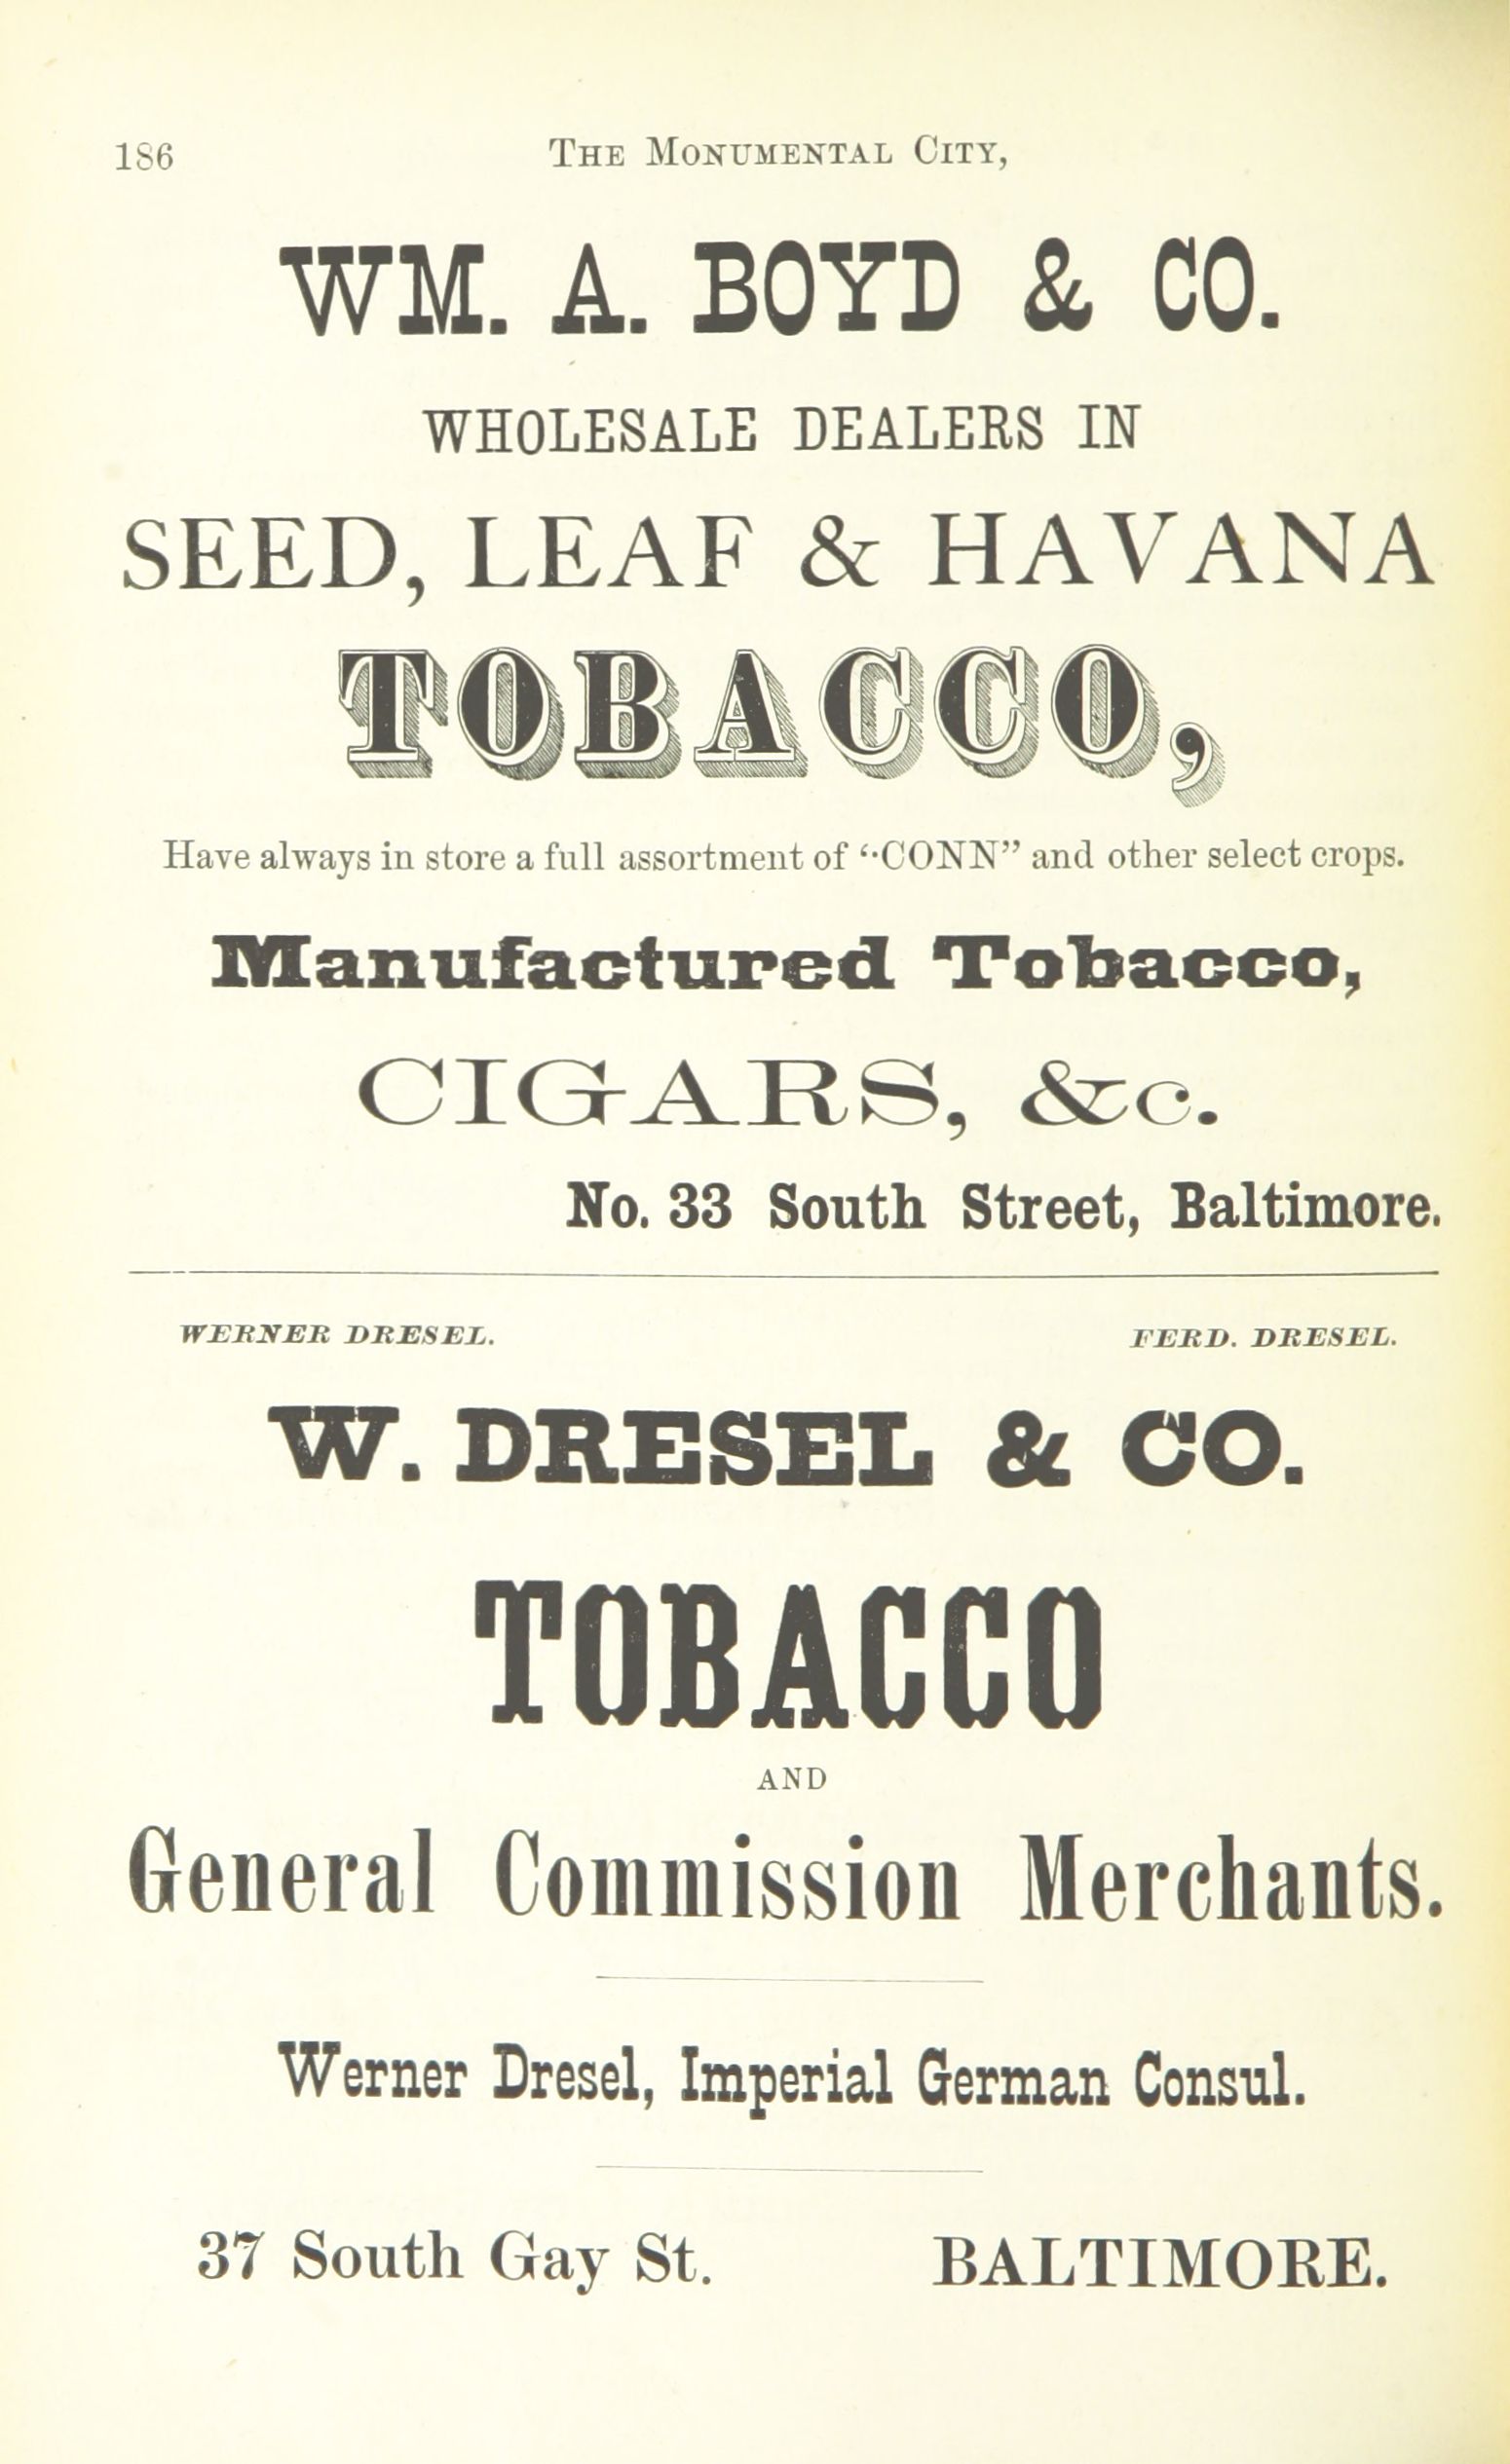 186
THE MONUMENTAL CITY,
WM. A. BOYD & CO.
WHOLESALE DEALERS IN
SEED, LEAF & HAVANA
TOBACCO,
Have always in store a full assortment of “CONN” and other select crops.
Manufactured Tobacco,
CIGARS, &c.
No. 33 South Street, Baltimore.
WERNER DRESEL.
FERD. DRESEL.
W. DRESEL & CO.
TOBACCO
AND
General Commission Merchants.
Werner Dresel, Imperial German Consul.
37 South Gay St. BALTIMORE.